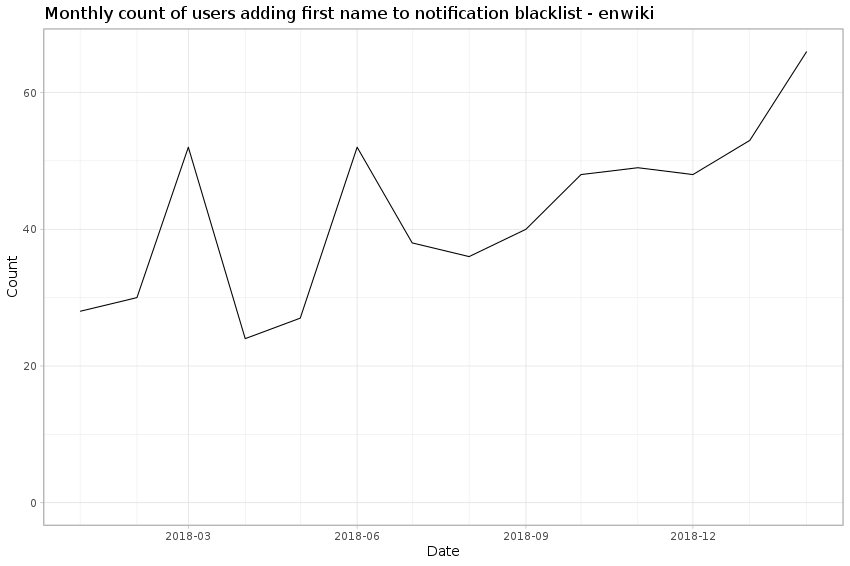 Monthly count of users adding first name to notification blacklist - enwiki
Count
60
40
20
0
2018-03 2018-06 2018-09 2018-12
Date